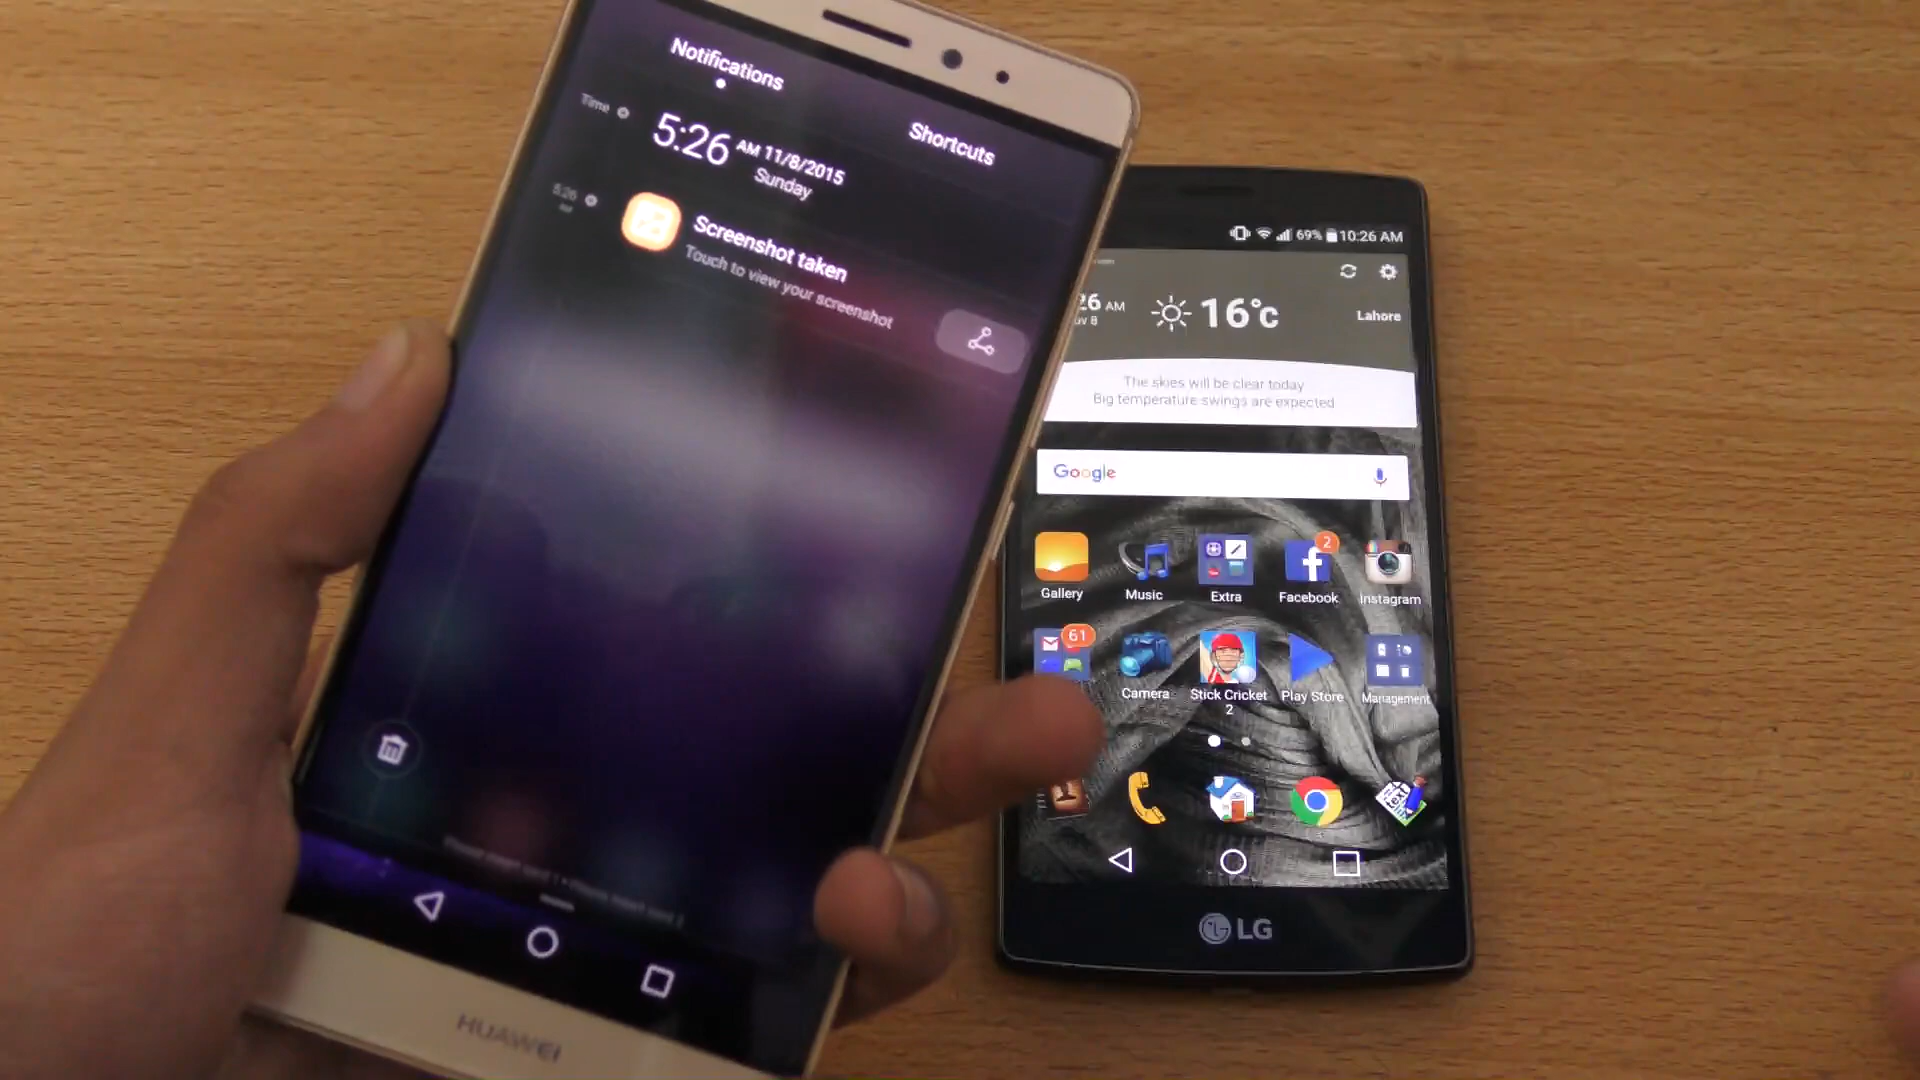 Notifications
Shortcuts
Time
5:26 AM 11/8/2015
Sunday
5:26
Screenshot taken
Touch to view your screenshot
HUAWEI
69% 10:26 AM
26 AM
16°c
Lahore
The skies will be clear today
Big temperature swings are expected
Google
2
Gallery
Music
Extra
Facebook
Instagram
61
Camera
Stick Cricket
2
Play Store
Management
LG